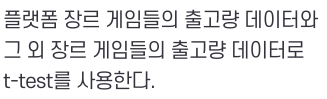 플랫폼 장르 게임들의 출고량 데이터와
그 외 장르 게임들의 출고량 데이터로
t-test를 사용한다.